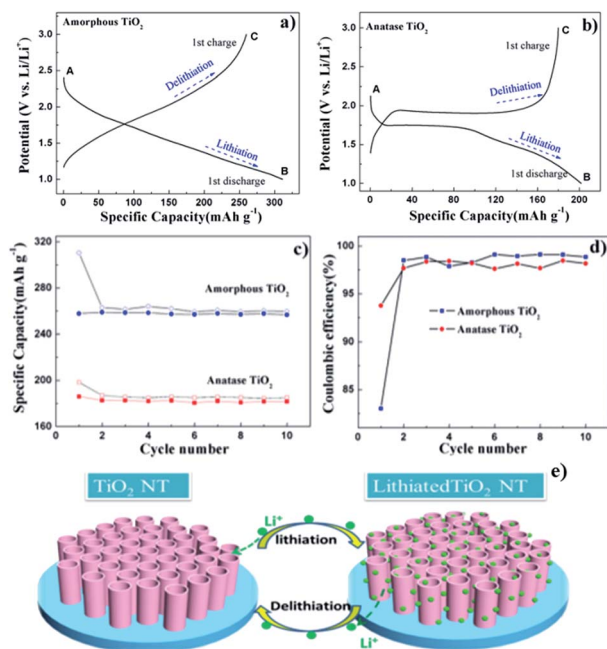 a)
Amorphous TiO2
C
1st charge
A
Delithiation
Lithiation
B
1st discharge
Potential (V vs. Li/Li+)
3.0
2.5
2.0
1.5
1.0
0 50 100 150 200 250 300
Specific Capacity(mAh g-1)
b)
Anatase TiO2
C
1st charge
A
Delithiation
Lithiation
B
1st discharge
Potential (V vs. Li/Li+)
3.0
2.5
2.0
1.5
1.0
0 40 80 120 160 200
Specific Capacity(mAh g-1)
c)
Specific Capacity(mAh g-1)
360
320
280
240
200
160
Amorphous TiO2
Anatase TiO2
0 2 4 6 8 10
Cycle number
d)
Coulombic efficiency(%)
100
95
90
85
Amorphous TiO2
Anatase TiO2
0 2 4 6 8 10
Cycle number
e)
TiO2 NT
LithiatedTiO2 NT
Li+
lithiation
Delithiation
Li+